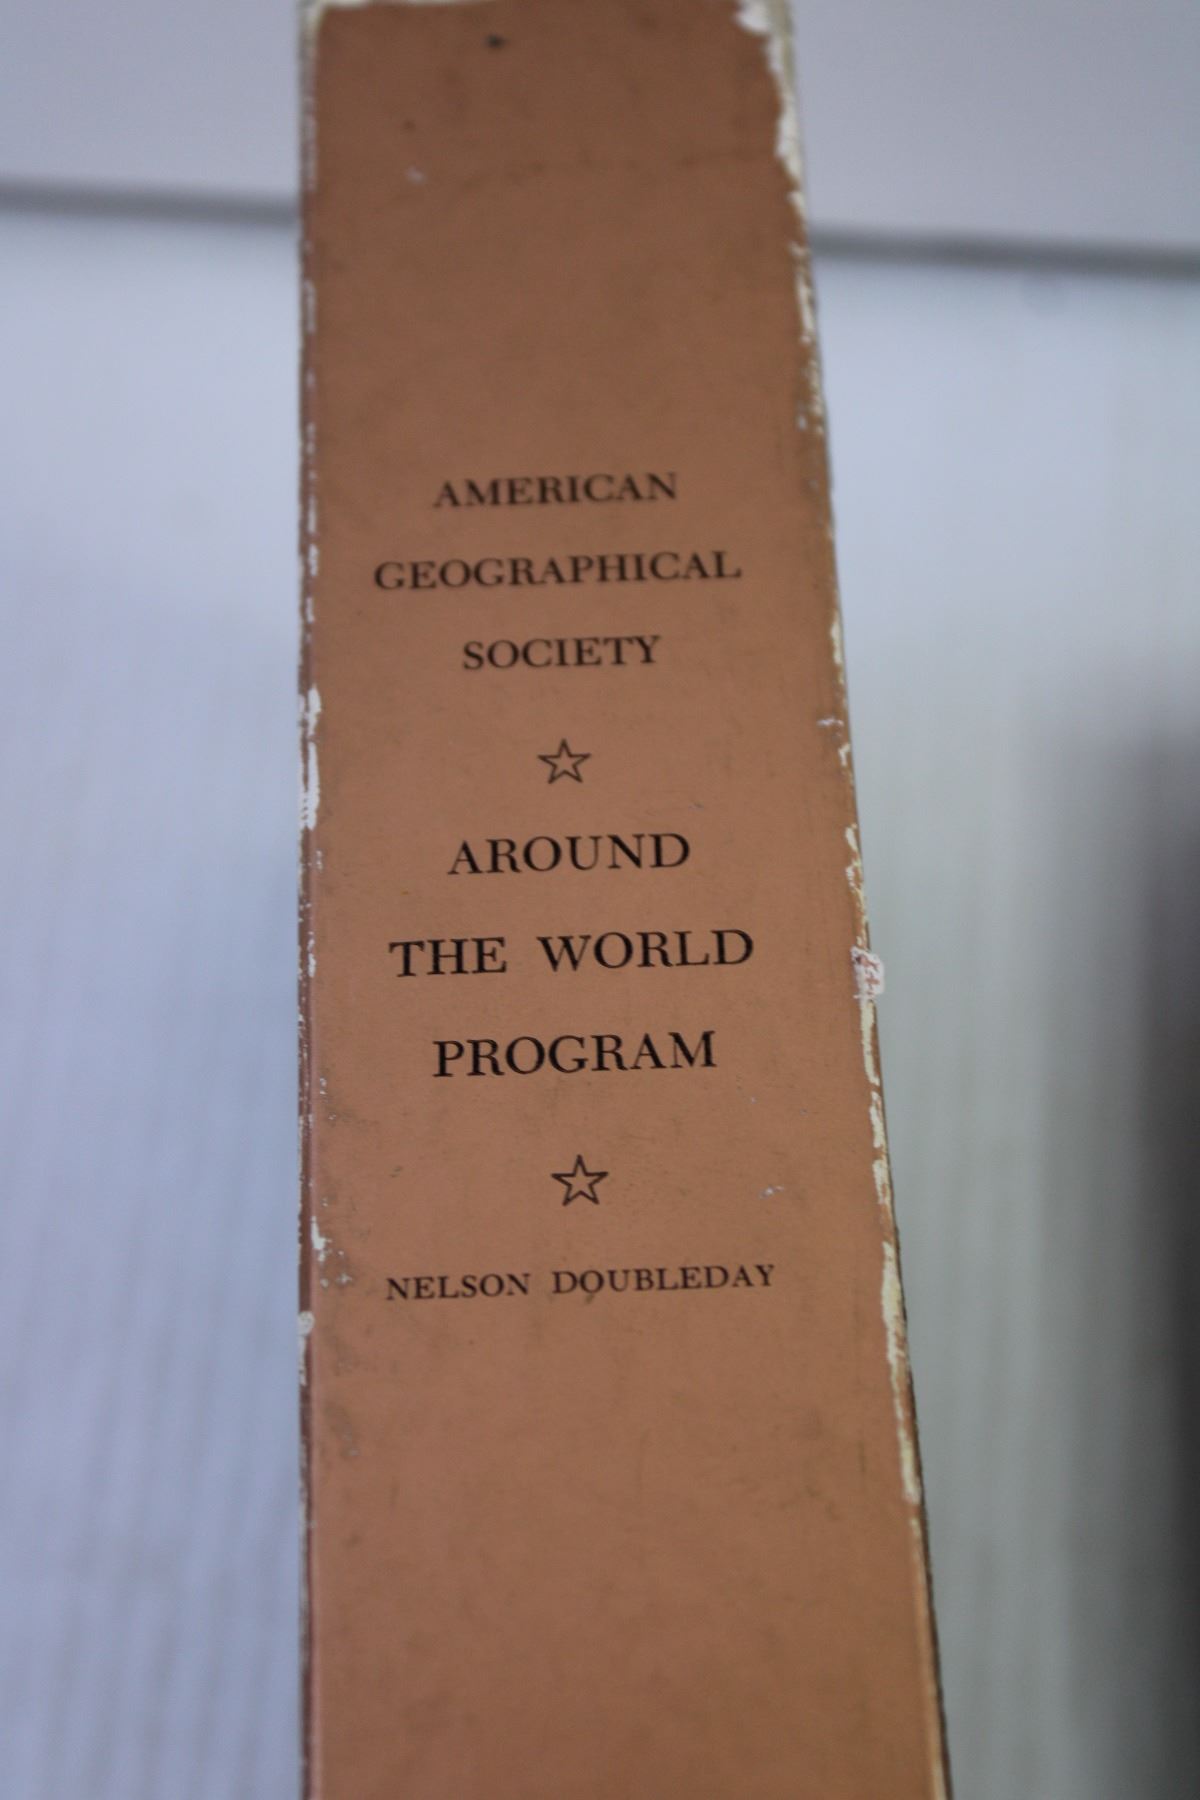 AMERICAN
GEOGRAPHICAL
SOCIETY
AROUND
THE WORLD
PROGRAM
NELSON DOUBLEDAY